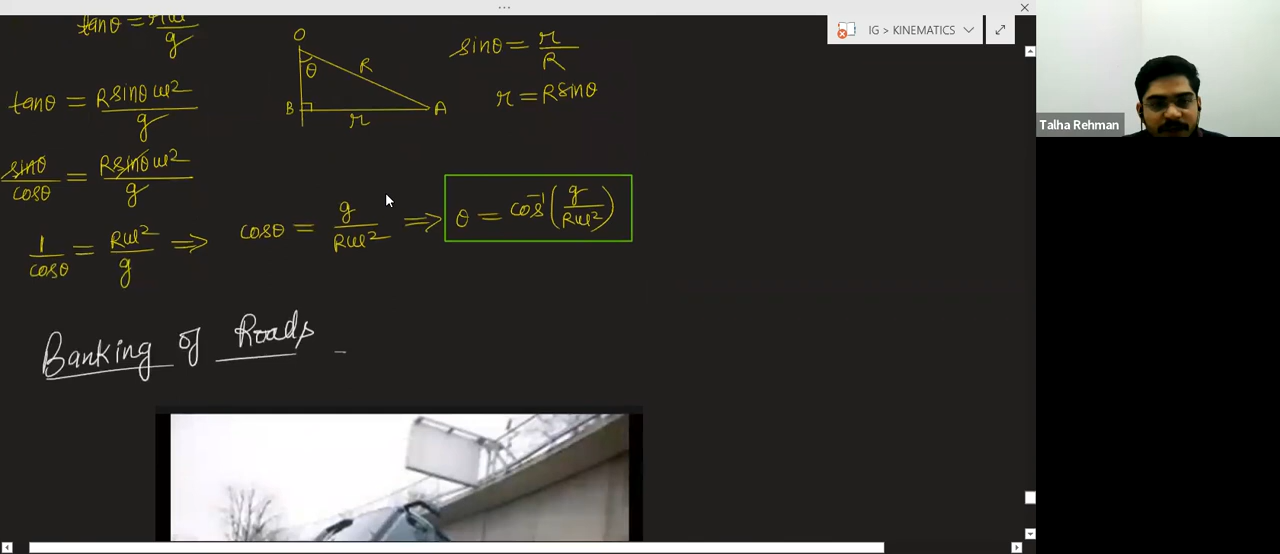 tanθ = rω² / g
sinθ = r / R
r = R sinθ
O
θ
R
B
A
r
tanθ = R sinθ ω² / g
sinθ / cosθ = R sinθ ω² / g
1 / cosθ = Rω² / g ⇒ cosθ = g / Rω² ⇒ θ = cos⁻¹ (g / Rω²)
Banking of Roads
IG > KINEMATICS
Talha Rehman